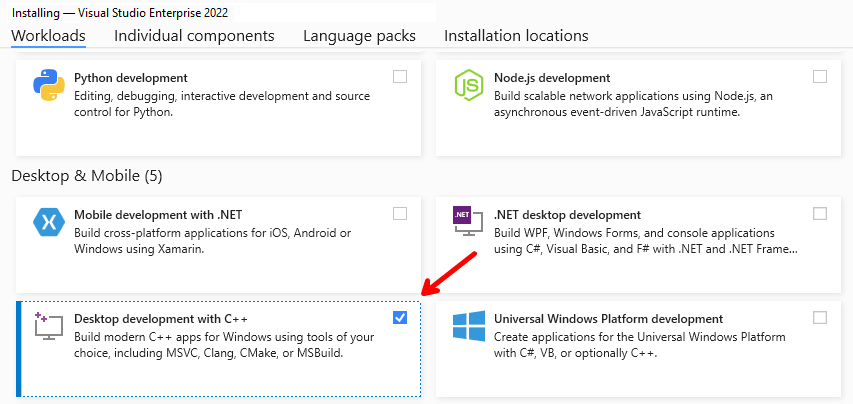 Installing — Visual Studio Enterprise 2022
Workloads Individual components Language packs Installation locations
Python development
Editing, debugging, interactive development and source
control for Python.
JS
Node.js development
Build scalable network applications using Node.js, an
asynchronous event-driven JavaScript runtime.
Desktop & Mobile (5)
Mobile development with .NET
Build cross-platform applications for iOS, Android or
Windows using Xamarin.
.NET
.NET desktop development
Build WPF, Windows Forms, and console applications
using C#, Visual Basic, and F# with .NET and .NET Frame...
Desktop development with C++
Build modern C++ apps for Windows using tools of your
choice, including MSVC, Clang, CMake, or MSBuild.
Universal Windows Platform development
Create applications for the Universal Windows Platform
with C#, VB, or optionally C++.